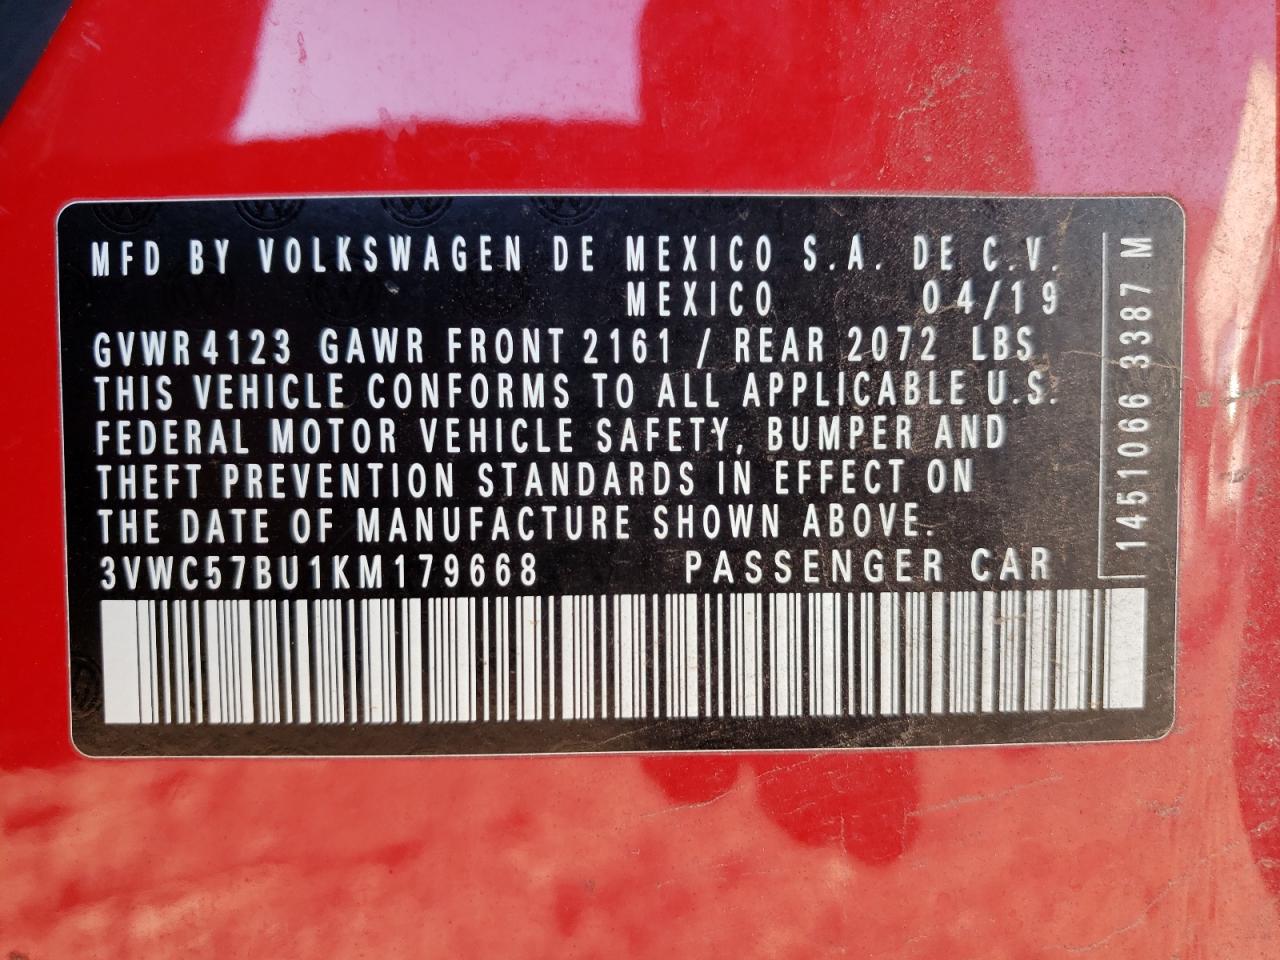 MFD BY VOLKSWAGEN DE MEXICO S.A. DE C.V.
MEXICO 04/19
GVWR 4123 GAWR FRONT 2161 / REAR 2072 LBS
THIS VEHICLE CONFORMS TO ALL APPLICABLE U.S.
FEDERAL MOTOR VEHICLE SAFETY, BUMPER AND
THEFT PREVENTION STANDARDS IN EFFECT ON
THE DATE OF MANUFACTURE SHOWN ABOVE.
3VWC57BU1KM179668 PASSENGER CAR
1451066 3387 M